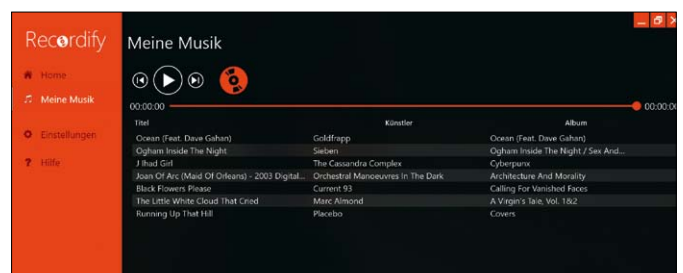 Recordify
Home
Meine Musik
Einstellungen
Hilfe
Meine Musik
00:00:00 00:00:00
Titel Künstler Album
Ocean (Feat. Dave Gahan) Goldfrapp Ocean (Feat. Dave Gahan)
Ogham Inside The Night Sieben Ogham Inside The Night / Sex And...
J Ihad Girl The Cassandra Complex Cyberpunx
Joan Of Arc (Maid Of Orleans) - 2003 Digital... Orchestral Manoeuvres In The Dark Architecture And Morality
Black Flowers Please Current 93 Calling For Vanished Faces
The Little White Cloud That Cried Marc Almond A Virgin's Tale, Vol. 1&2
Running Up That Hill Placebo Covers